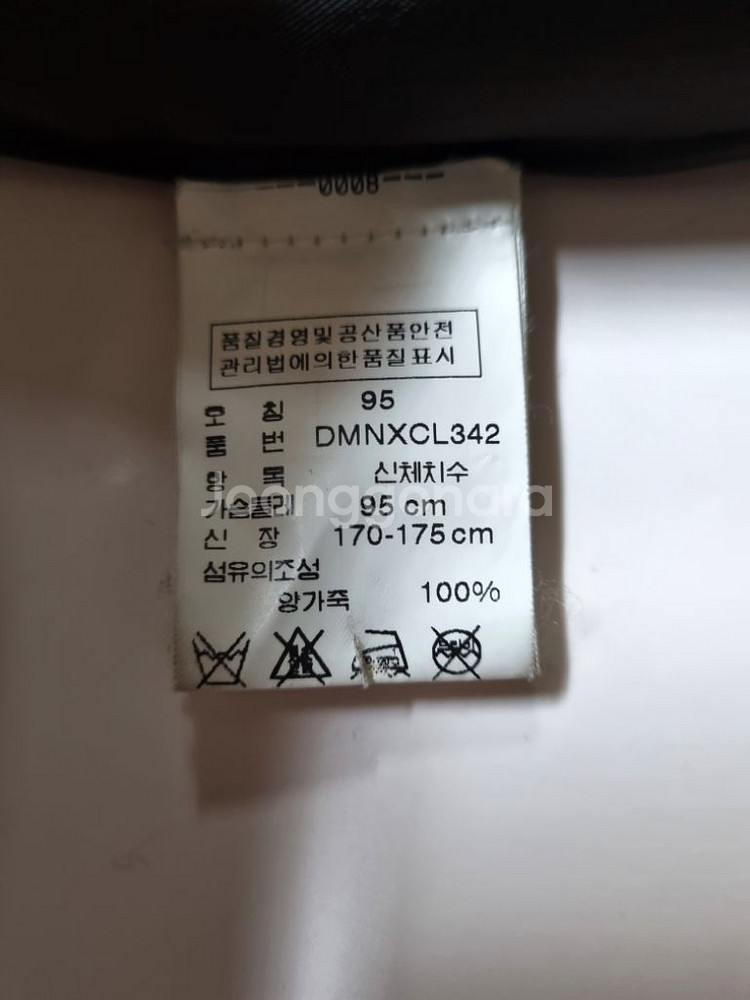 ---0008---
품질경영및공산품안전
관리법에의한품질표시
호 칭 95
품 번 DMNXCL342
항 목 신체치수
Joonggonara
가슴둘레 95 cm
신 장 170-175cm
섬유의조성
양가죽 100%